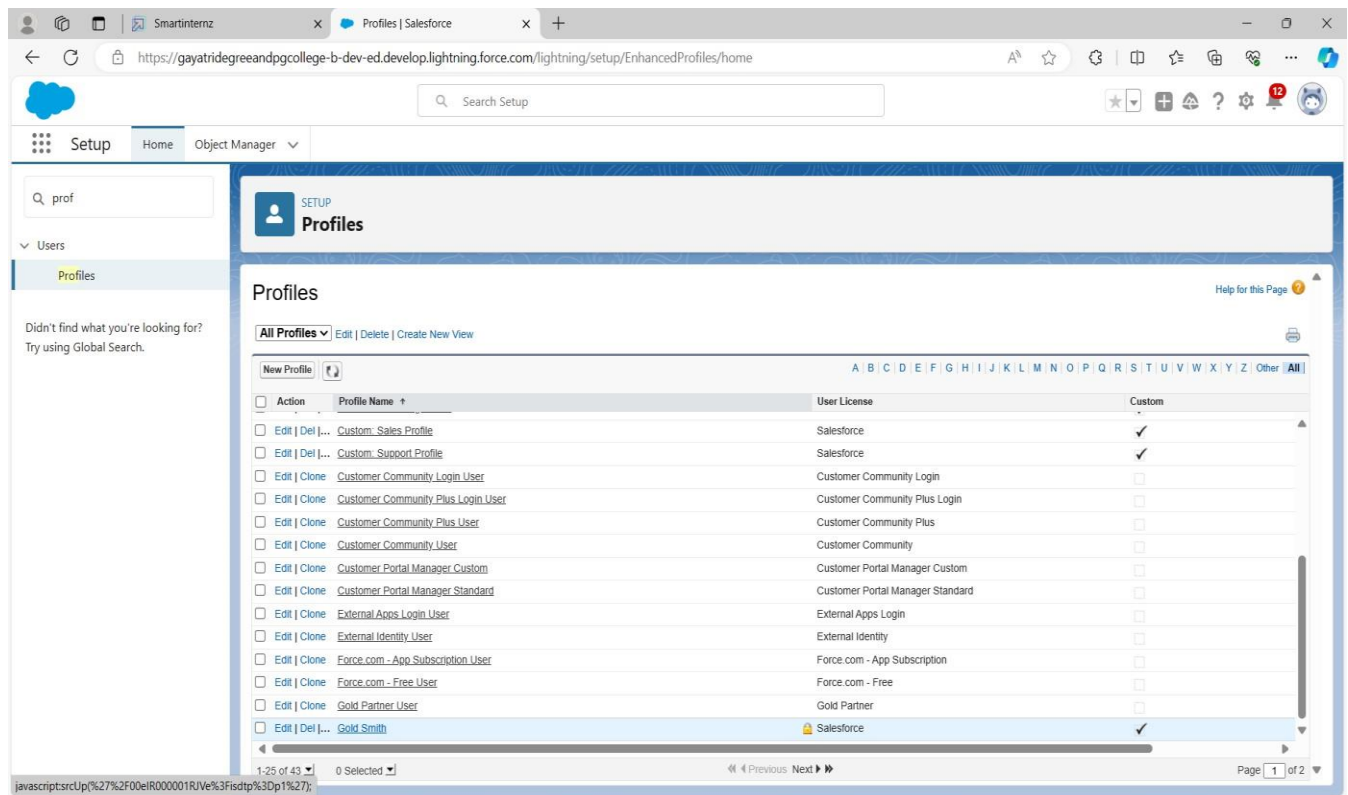 Smartinternz
Profiles | Salesforce
https://gayatridegreeandpgcollege-b-dev-ed.develop.lightning.force.com/lightning/setup/EnhancedProfiles/home
Search Setup
12
Setup Home Object Manager
prof
Users
Profiles
Didn't find what you're looking for?
Try using Global Search.
SETUP
Profiles
Profiles
Help for this Page ?
All Profiles Edit | Delete | Create New View
New Profile
A | B | C | D | E | F | G | H | I | J | K | L | M | N | O | P | Q | R | S | T | U | V | W | X | Y | Z | Other | All
Action Profile Name ↑ User License Custom
Edit | Del |... Custom: Sales Profile Salesforce ✓
Edit | Del |... Custom: Support Profile Salesforce ✓
Edit | Clone Customer Community Login User Customer Community Login
Edit | Clone Customer Community Plus Login User Customer Community Plus Login
Edit | Clone Customer Community Plus User Customer Community Plus
Edit | Clone Customer Community User Customer Community
Edit | Clone Customer Portal Manager Custom Customer Portal Manager Custom
Edit | Clone Customer Portal Manager Standard Customer Portal Manager Standard
Edit | Clone External Apps Login User External Apps Login
Edit | Clone External Identity User External Identity
Edit | Clone Force.com - App Subscription User Force.com - App Subscription
Edit | Clone Force.com - Free User Force.com - Free
Edit | Clone Gold Partner User Gold Partner
Edit | Del |... Gold Smith Salesforce ✓
1-25 of 43 0 Selected Previous Next Page 1 of 2
javascript:srcUp(%27%2F00eIR000001RJVe%3Fisdtp%3Dp1%27);